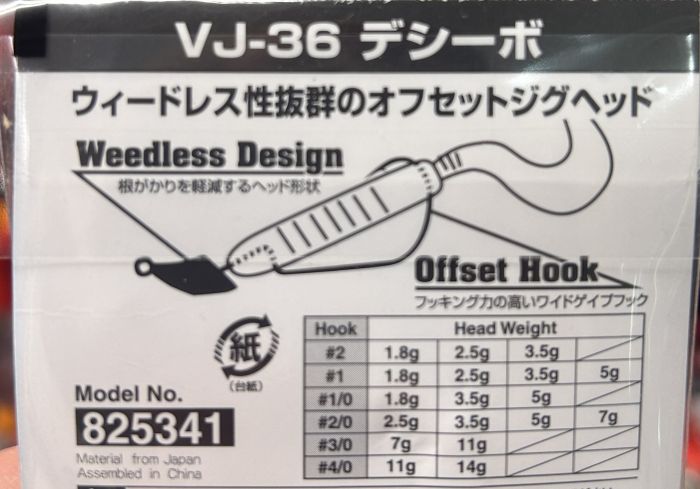 VJ-36 デシーボ
ウィードレス性抜群のオフセットジグヘッド
Weedless Design
根がかりを軽減するヘッド形状
Offset Hook
フッキング力の高いワイドゲイプフック
紙
(台紙)
Hook Head Weight
#2 1.8g 2.5g 3.5g
#1 1.8g 2.5g 3.5g 5g
#1/0 1.8g 3.5g 5g
#2/0 2.5g 3.5g 5g 7g
#3/0 7g 11g
#4/0 11g 14g
Model No.
825341
Material from Japan
Assembled in China